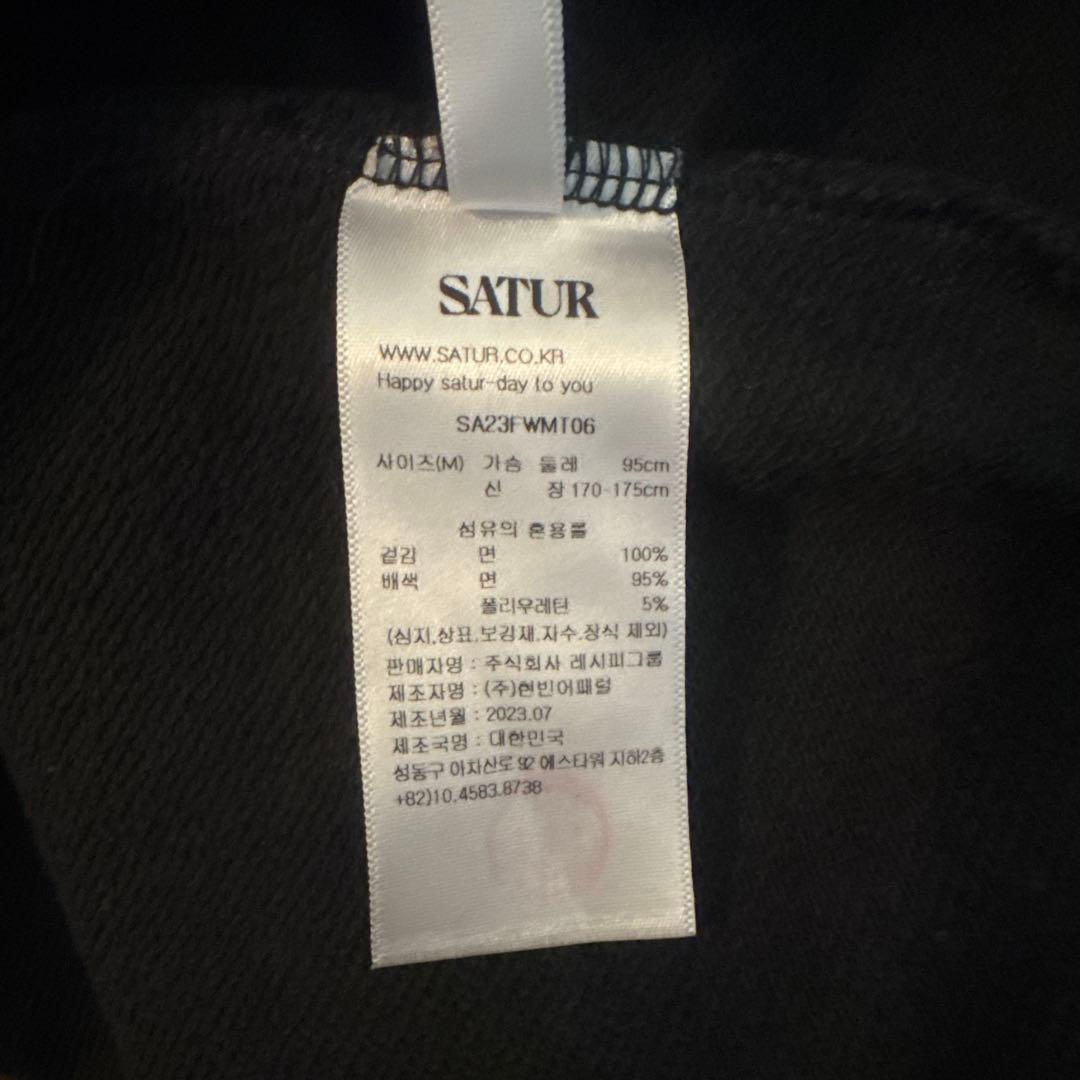 SATUR
WWW.SATUR.CO.KR
Happy satur-day to you
SA23FWMT06
사이즈(M) 가슴 둘레 95cm
신 장 170-175cm
섬유의 혼용률
겉감 면 100%
배색 면 95%
폴리우레탄 5%
(심지,상표,보강재,자수,장식 제외)
판매자명 : 주식회사 레시피그룹
제조자명 : (주)현빈어패럴
제조년월 : 2023.07
제조국명 : 대한민국
성동구 아차산로 92 에스타워 지하2층
+82)10.4583.8738